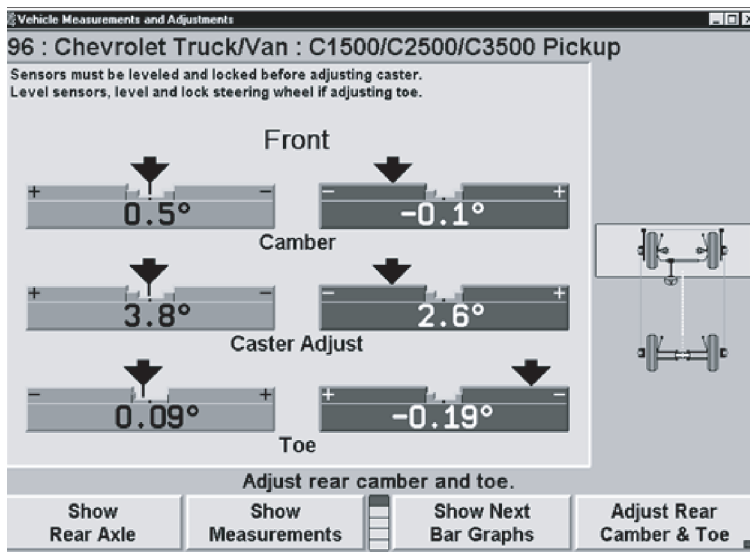 Vehicle Measurements and Adjustments
96 : Chevrolet Truck/Van : C1500/C2500/C3500 Pickup
Sensors must be leveled and locked before adjusting caster.
Level sensors, level and lock steering wheel if adjusting toe.
Front
+ - - +
0.5° -0.1°
Camber
+ - - +
3.8° 2.6°
Caster Adjust
- + + -
0.09° -0.19°
Toe
Adjust rear camber and toe.
Show Rear Axle
Show Measurements
Show Next Bar Graphs
Adjust Rear Camber & Toe